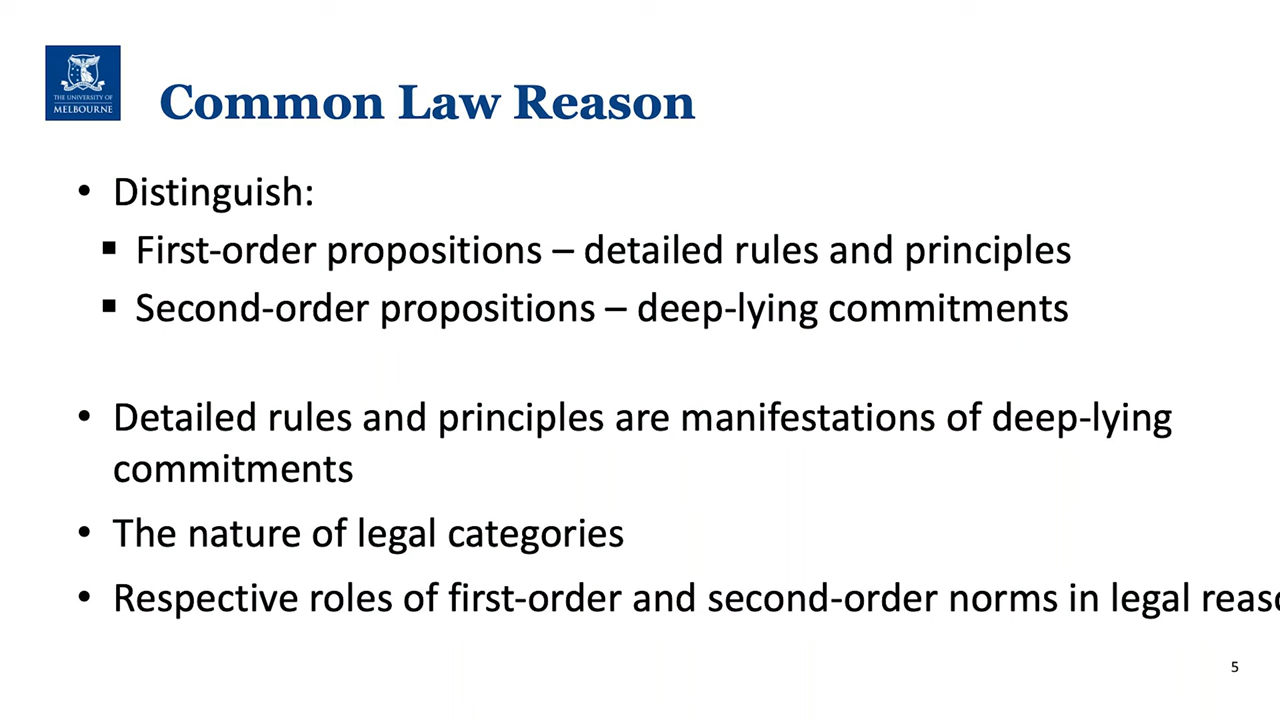 THE UNIVERSITY OF
MELBOURNE
Common Law Reason
• Distinguish:
▪ First-order propositions – detailed rules and principles
▪ Second-order propositions – deep-lying commitments
• Detailed rules and principles are manifestations of deep-lying
commitments
• The nature of legal categories
• Respective roles of first-order and second-order norms in legal
5